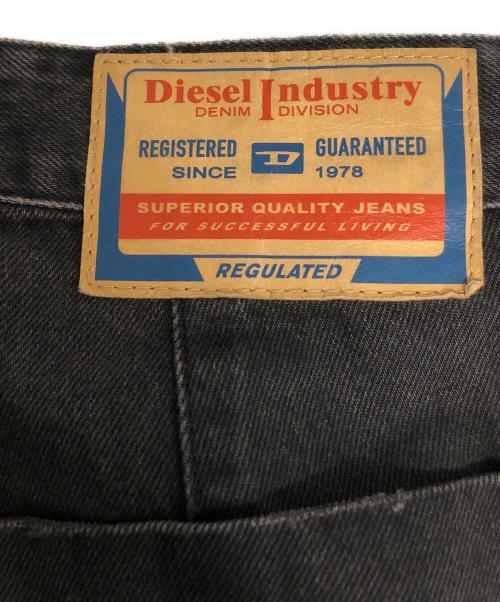 Diesel Industry
DENIM DIVISION
REGISTERED D GUARANTEED
SINCE 1978
SUPERIOR QUALITY JEANS
FOR SUCCESSFUL LIVING
REGULATED